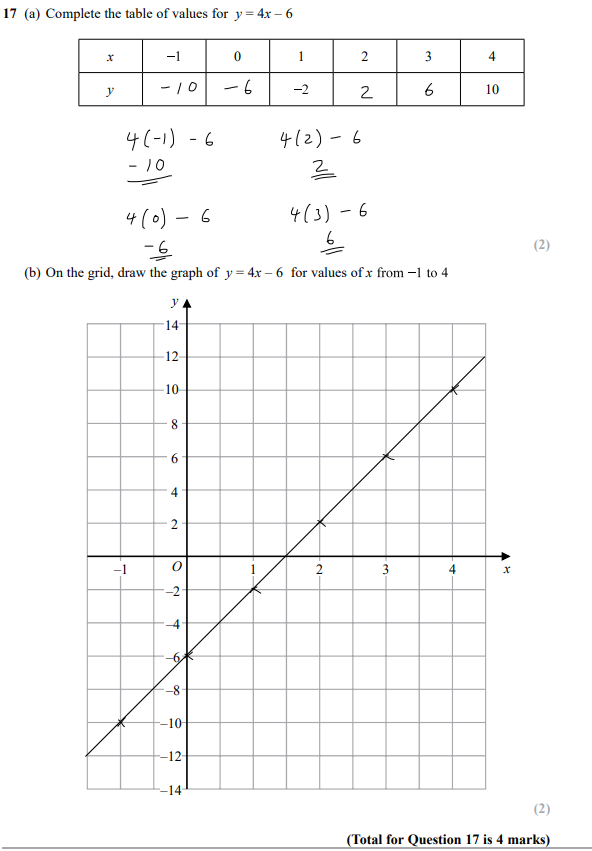 17 (a) Complete the table of values for y = 4x – 6
x –1 0 1 2 3 4
y –10 –6 –2 2 6 10
4(-1) - 6 4(2) - 6
-10 2
4(0) - 6 4(3) - 6
-6 6
(2)
(b) On the grid, draw the graph of y = 4x – 6 for values of x from –1 to 4
y
14
12
10
8
6
4
2
–1 O 1 2 3 4 x
–2
–4
–6
–8
–10
–12
–14
(2)
(Total for Question 17 is 4 marks)